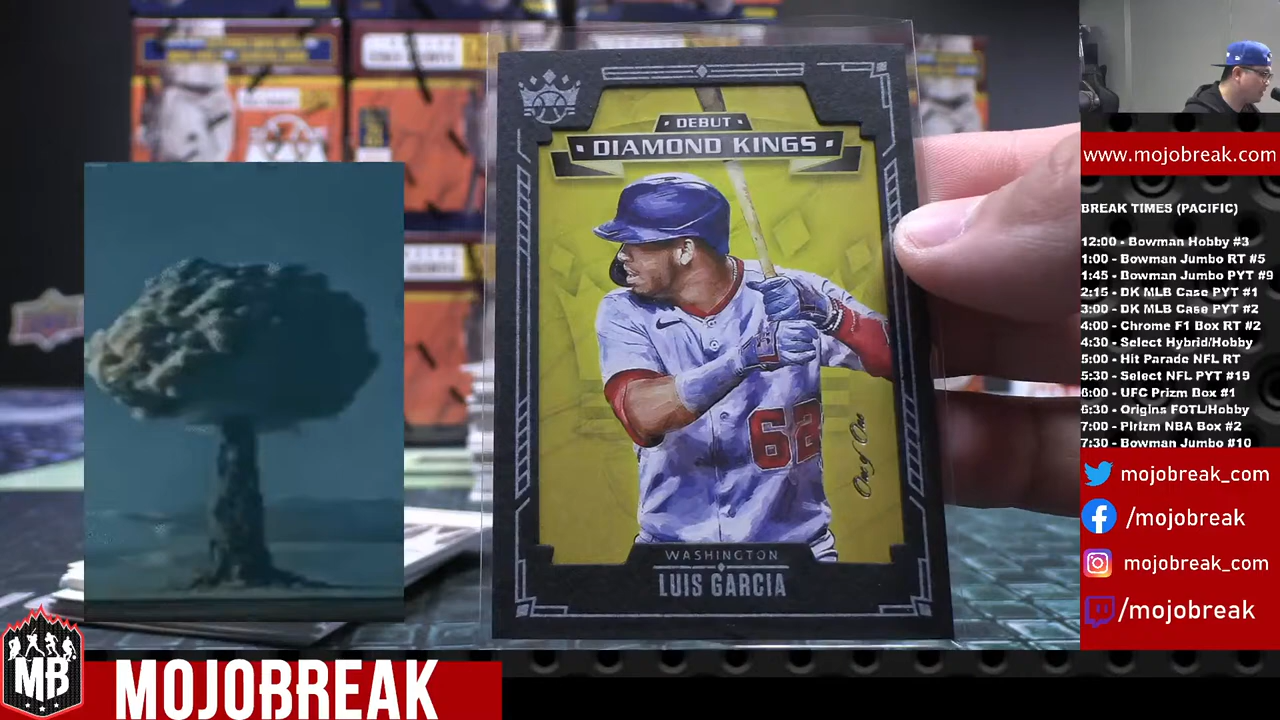 DEBUT
DIAMOND KINGS
62
One of One
WASHINGTON
LUIS GARCIA
MB
MOJOBREAK
www.mojobreak.com
BREAK TIMES (PACIFIC)
12:00 - Bowman Hobby #3
1:00 - Bowman Jumbo RT #5
1:45 - Bowman Jumbo PYT #9
2:15 - DK MLB Case PYT #1
3:00 - DK MLB Case PYT #2
4:00 - Chrome F1 Box RT #2
4:30 - Select Hybrid/Hobby
5:00 - Hit Parade NFL RT
5:30 - Select NFL PYT #19
6:00 - UFC Prizm Box #1
6:30 - Origins FOTL/Hobby
7:00 - Pirizm NBA Box #2
7:30 - Bowman Jumbo #10
mojobreak_com
/mojobreak
mojobreak_com
/mojobreak